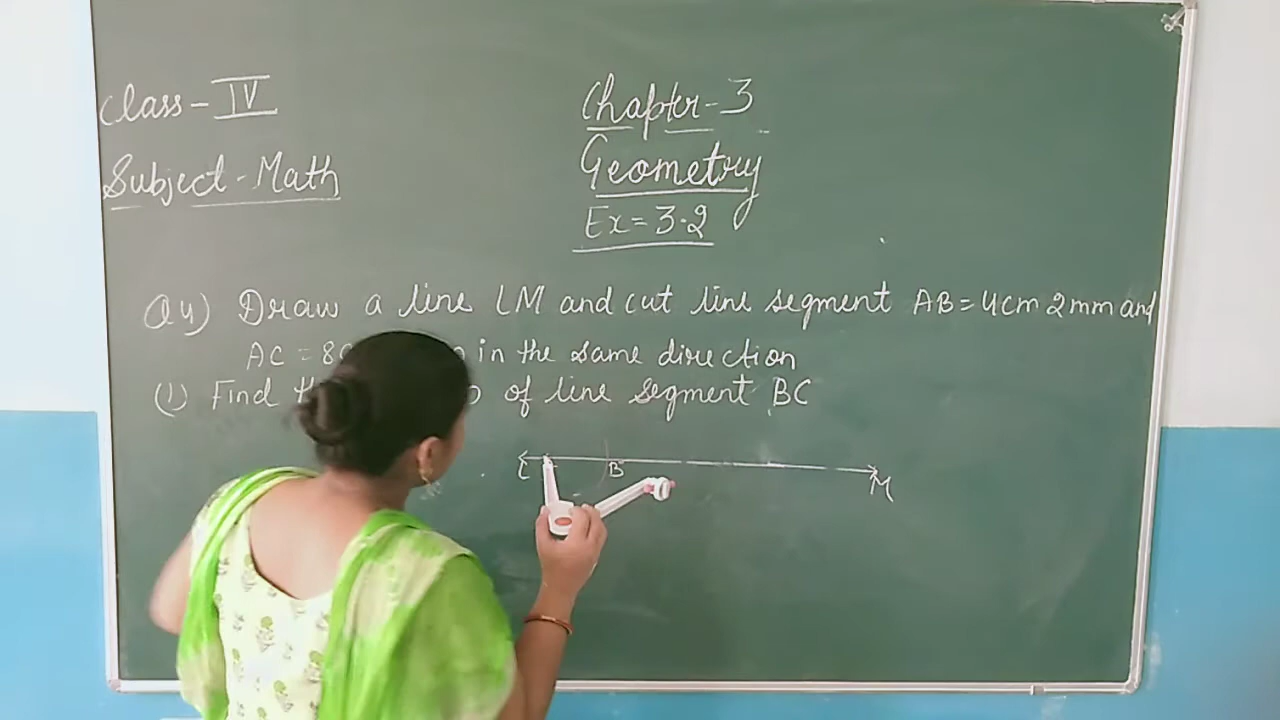 Class - IV
Subject - Math
Chapter - 3
Geometry
Ex = 3.2
Q4) Draw a line LM and cut line segment AB = 4cm 2mm and
AC = 8 in the same direction
(1) Find of line segment BC
L B M